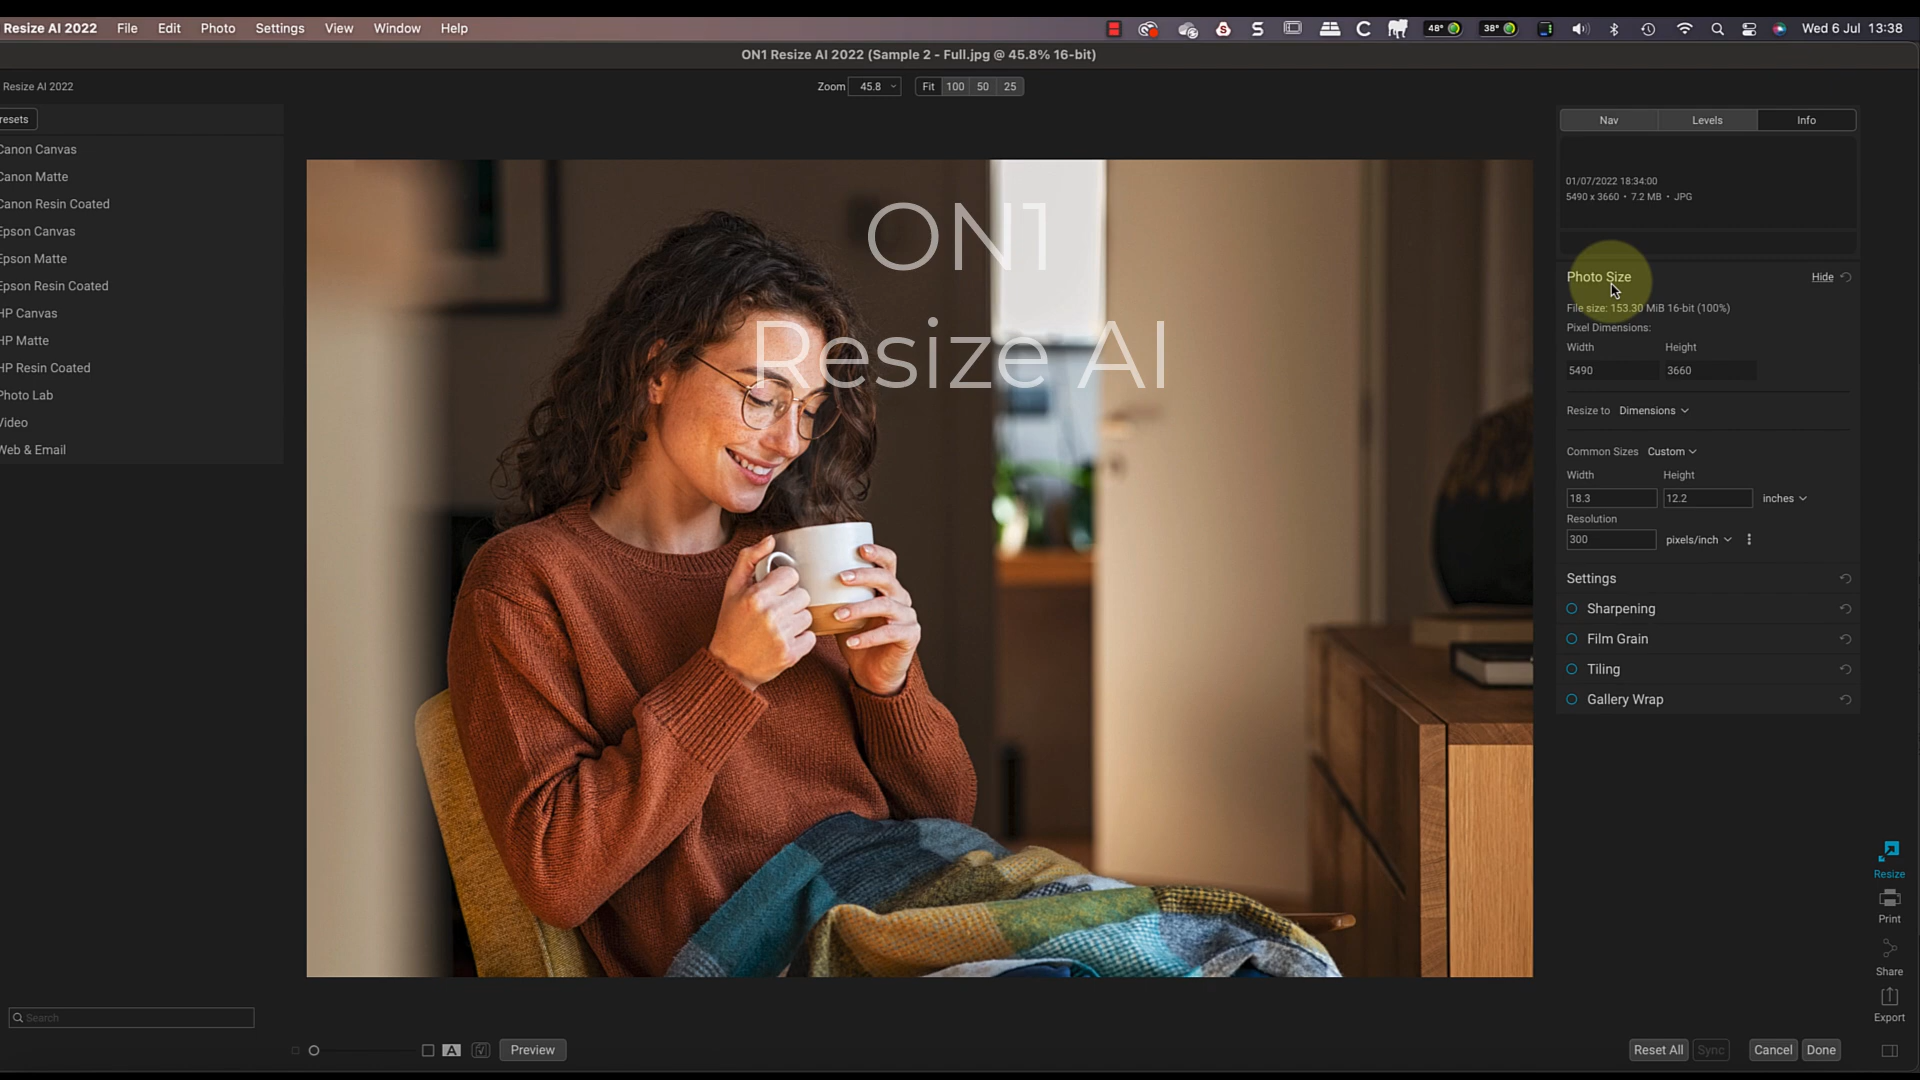 Resize AI 2022 File Edit Photo Settings View Window Help 48° 38° Wed 6 Jul 13:38
ON1 Resize AI 2022 (Sample 2 - Full.jpg @ 45.8% 16-bit)
Resize AI 2022
Zoom 45.8 Fit 100 50 25
resets
Canon Canvas
Canon Matte
Canon Resin Coated
Epson Canvas
Epson Matte
Epson Resin Coated
HP Canvas
HP Matte
HP Resin Coated
Photo Lab
Video
Web & Email
Search
ON1
Resize AI
Nav Levels Info
01/07/2022 18:34:00
5490 x 3660 • 7.2 MB • JPG
Photo Size Hide
File size: 153.30 MiB 16-bit (100%)
Pixel Dimensions:
Width Height
5490 3660
Resize to Dimensions
Common Sizes Custom
Width Height
18.3 12.2 inches
Resolution
300 pixels/inch
Settings
Sharpening
Film Grain
Tiling
Gallery Wrap
Resize
Print
Share
Export
A Preview Reset All Sync Cancel Done